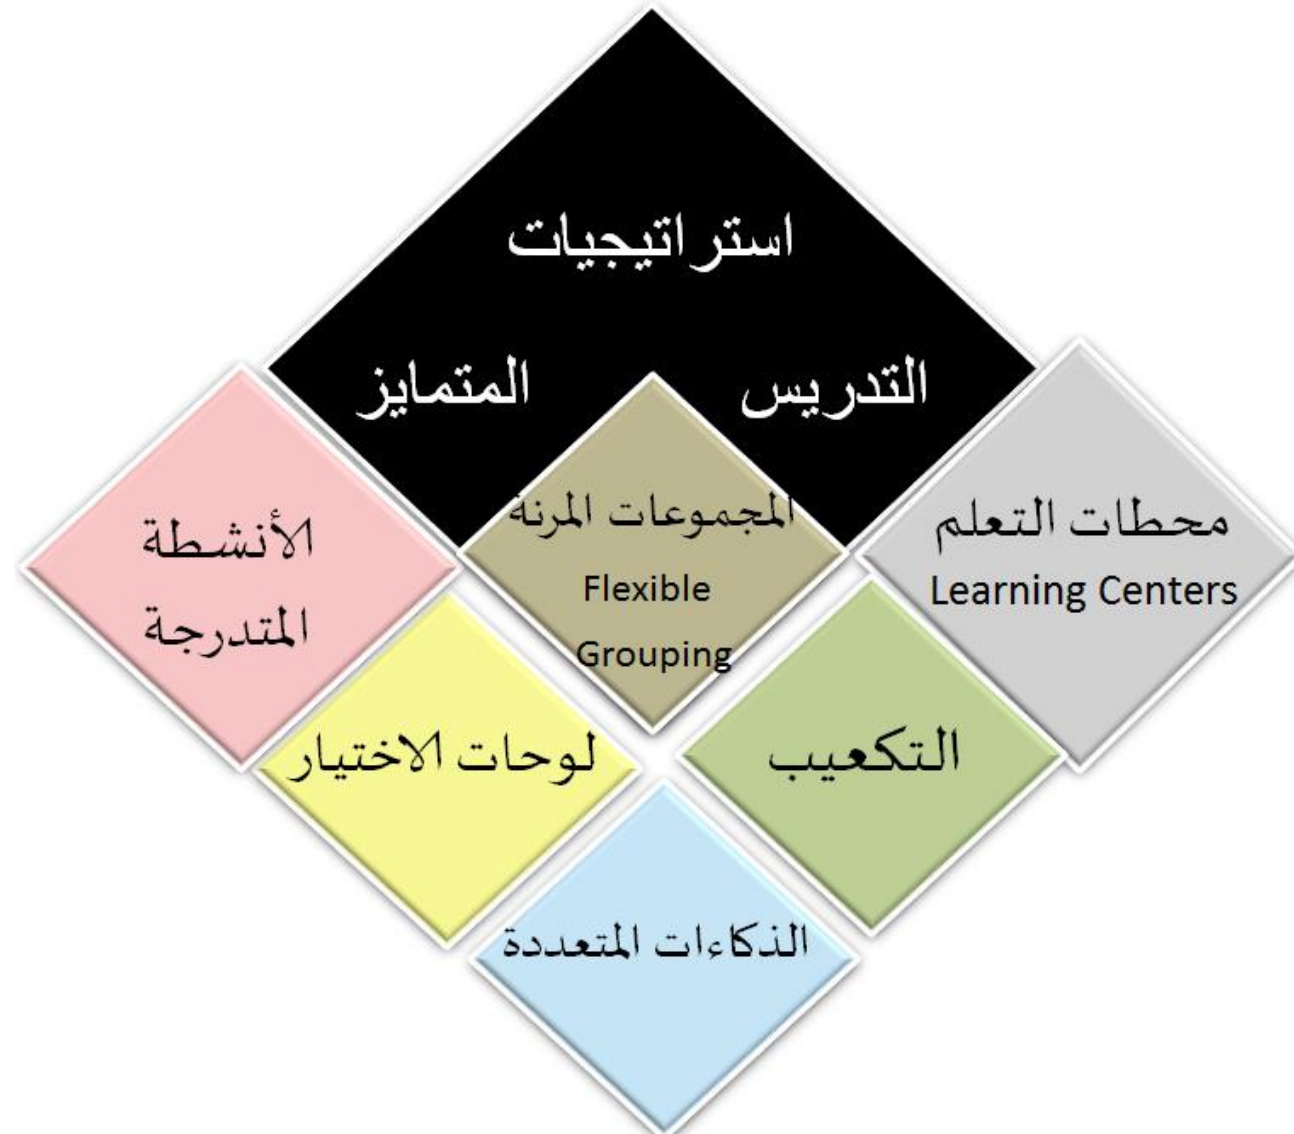 استراتيجيات
التدريس المتمايز
محطات التعلم
Learning Centers
المجموعات المرنة
Flexible
Grouping
الأنشطة
المتدرجة
التكعيب
لوحات الاختيار
الذكاءات المتعددة